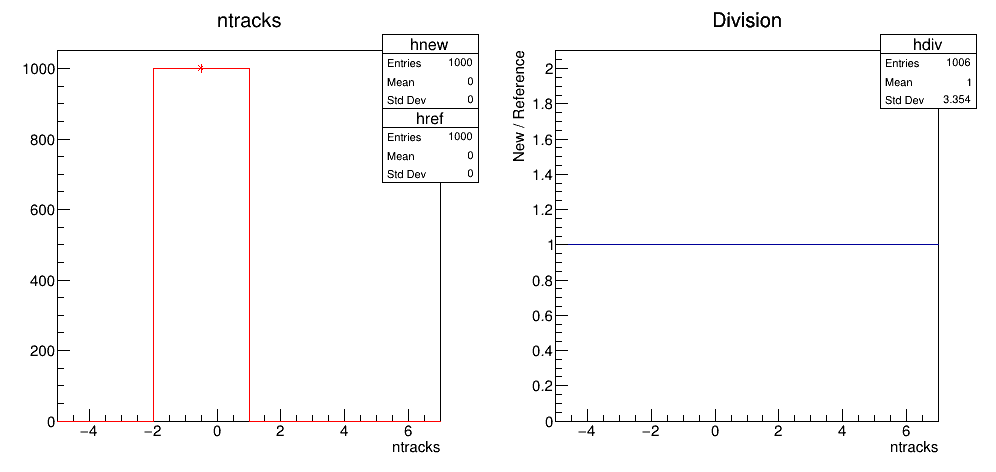 ntracks
hnew
Entries 1000
Mean 0
Std Dev 0
href
Entries 1000
Mean 0
Std Dev 0
1000
800
600
400
200
0
−4 −2 0 2 4 6
ntracks
Division
hdiv
Entries 1006
Mean 1
Std Dev 3.354
New / Reference
2
1.8
1.6
1.4
1.2
1
0.8
0.6
0.4
0.2
0
−4 −2 0 2 4 6
ntracks